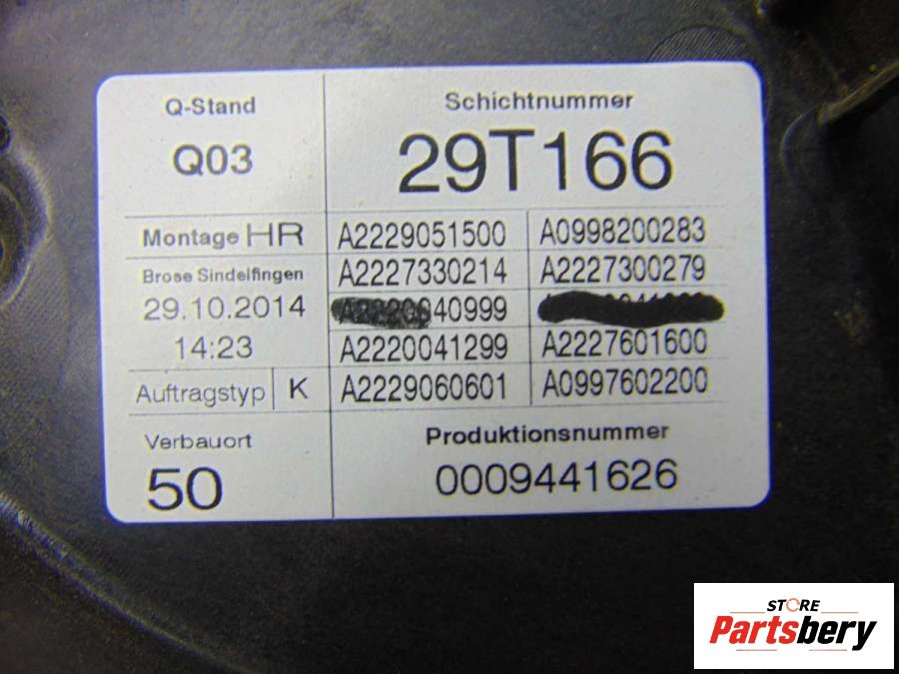 Q-Stand
Q03
Schichtnummer
29T166
Montage HR
A2229051500 A0998200283
Brose Sindelfingen
A2227330214 A2227300279
29.10.2014
14:23
A2220041299 A2227601600
Auftragstyp K
A2229060601 A0997602200
Verbauort
50
Produktionsnummer
0009441626
STORE
Partsbery